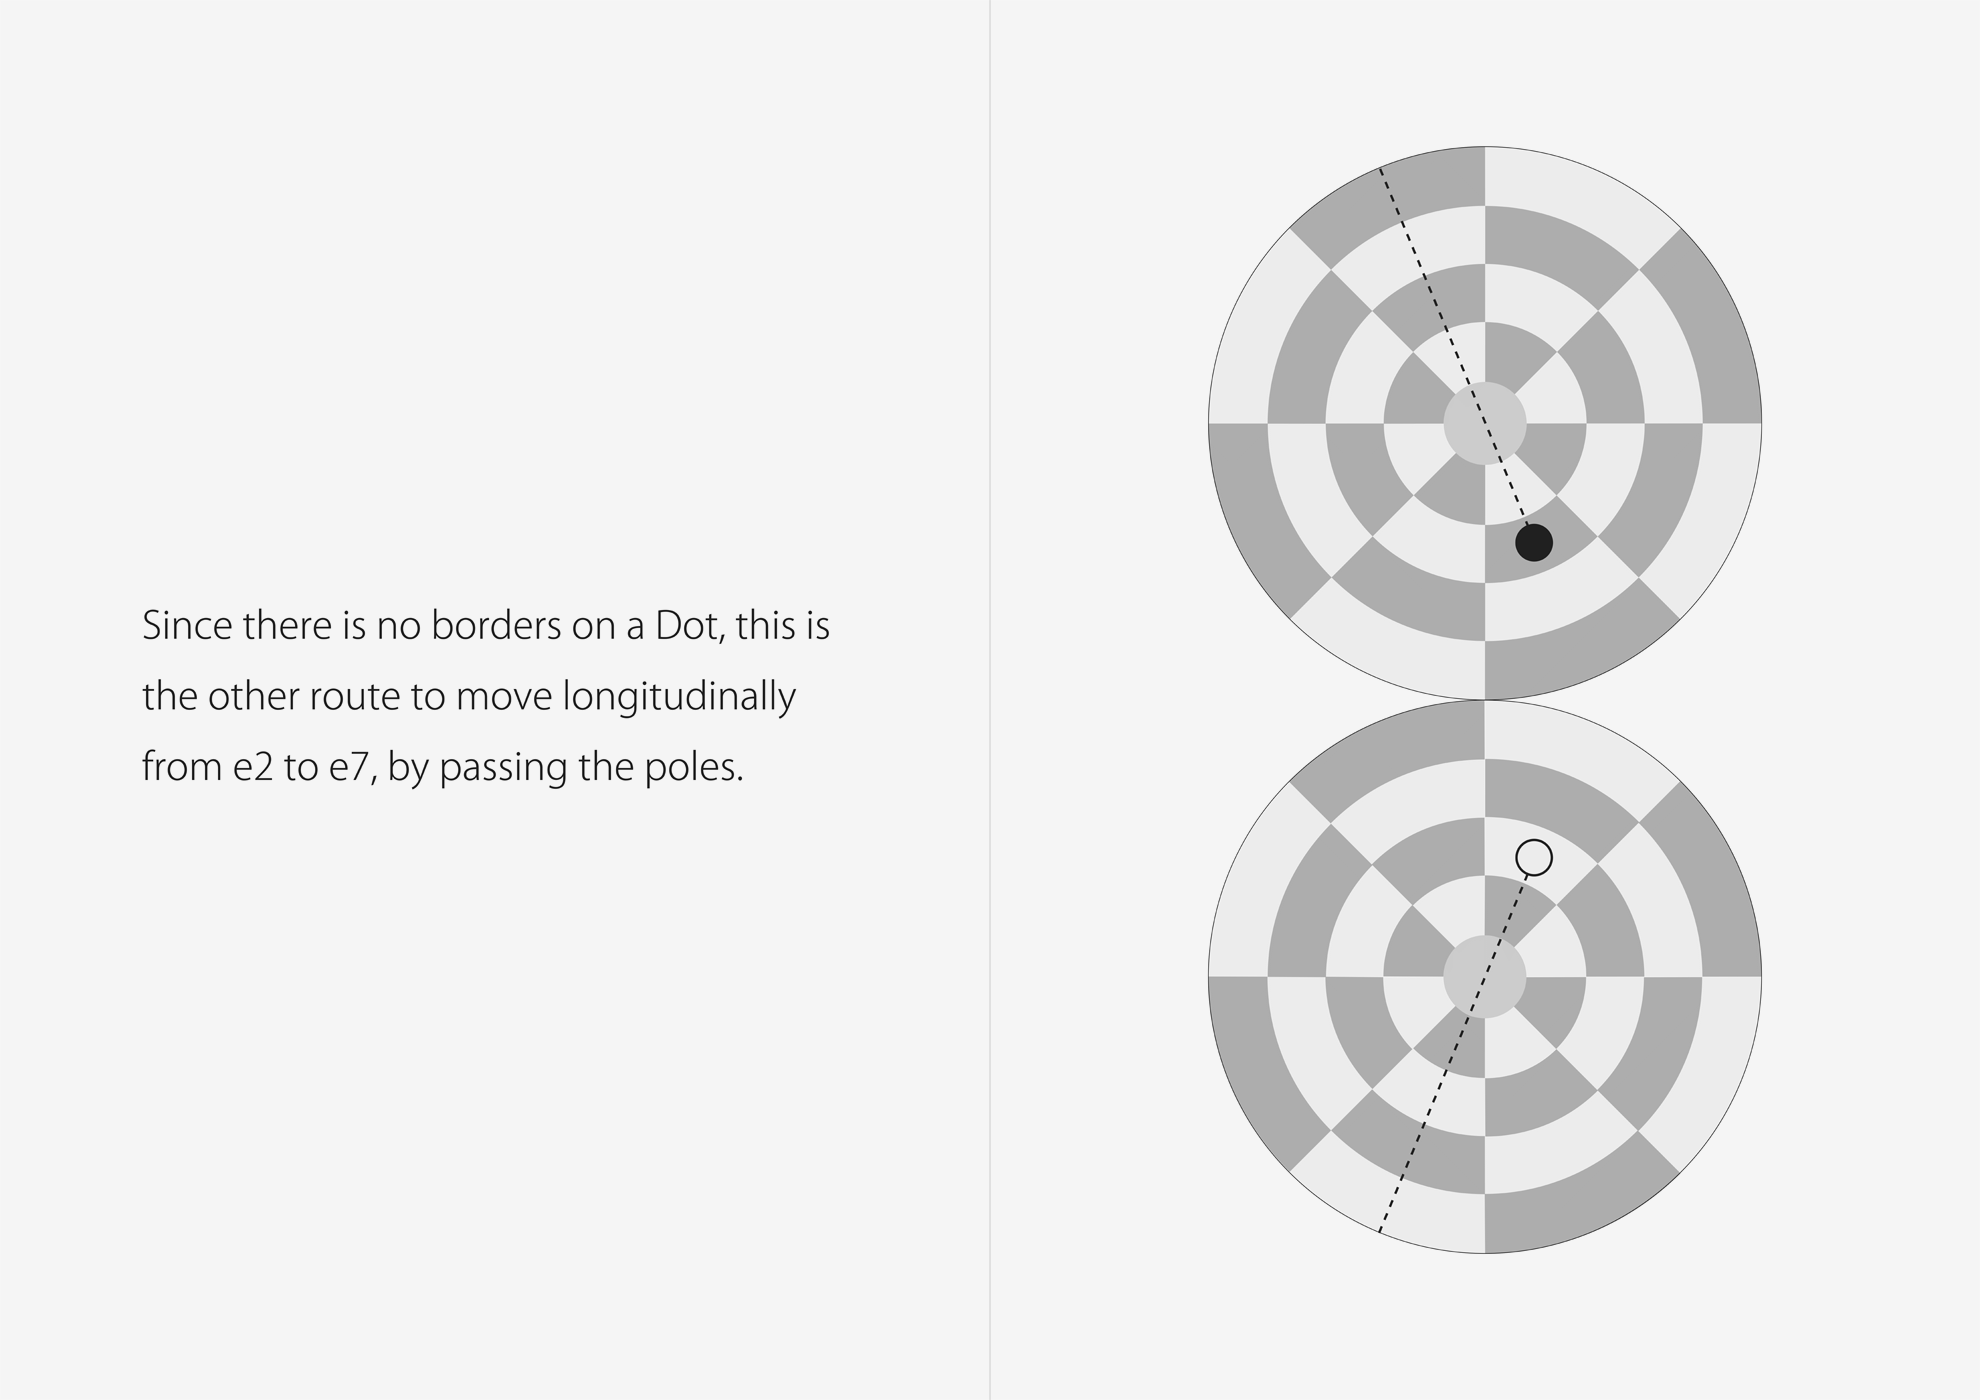 Since there is no borders on a Dot, this is
the other route to move longitudinally
from e2 to e7, by passing the poles.